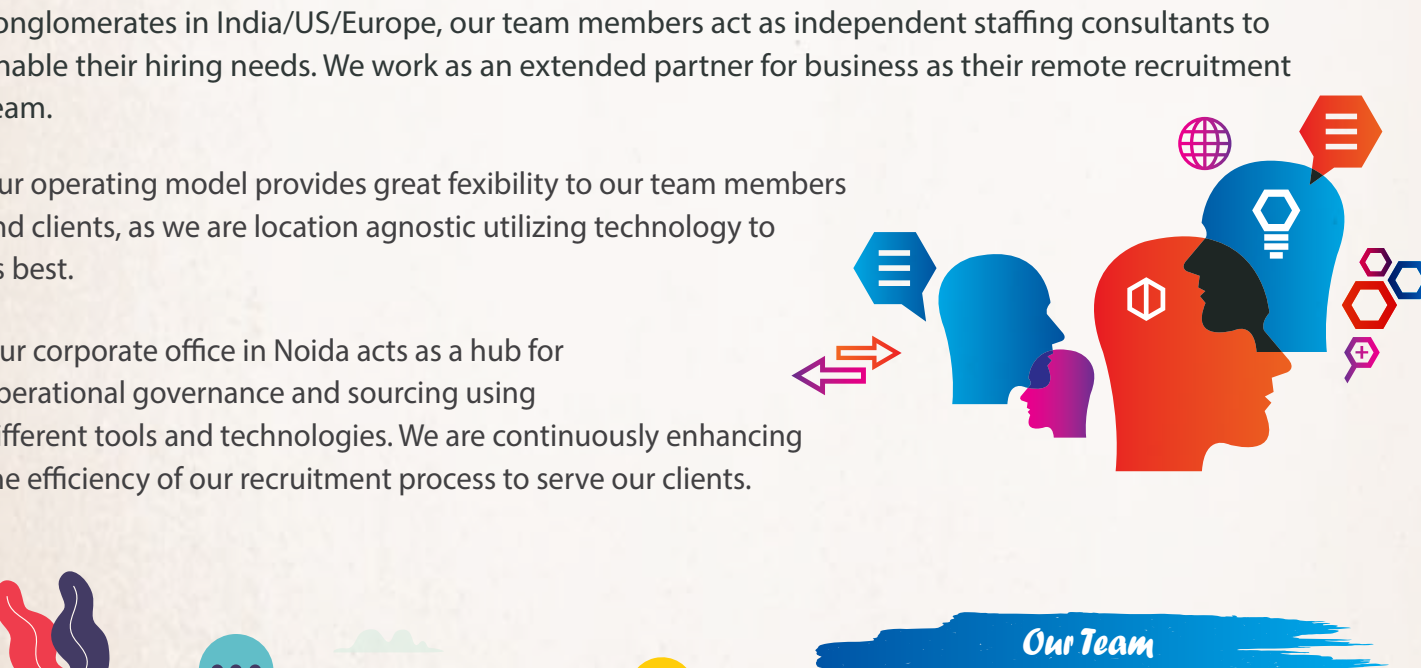 onglomerates in India/US/Europe, our team members act as independent staffing consultants to
nable their hiring needs. We work as an extended partner for business as their remote recruitment
eam.
ur operating model provides great fexibility to our team members
nd clients, as we are location agnostic utilizing technology to
s best.
ur corporate office in Noida acts as a hub for
perational governance and sourcing using
ifferent tools and technologies. We are continuously enhancing
he efficiency of our recruitment process to serve our clients.
Our Team